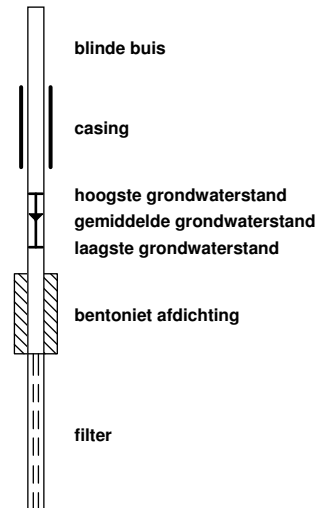 blinde buis
casing
hoogste grondwaterstand
gemiddelde grondwaterstand
laagste grondwaterstand
bentoniet afdichting
filter